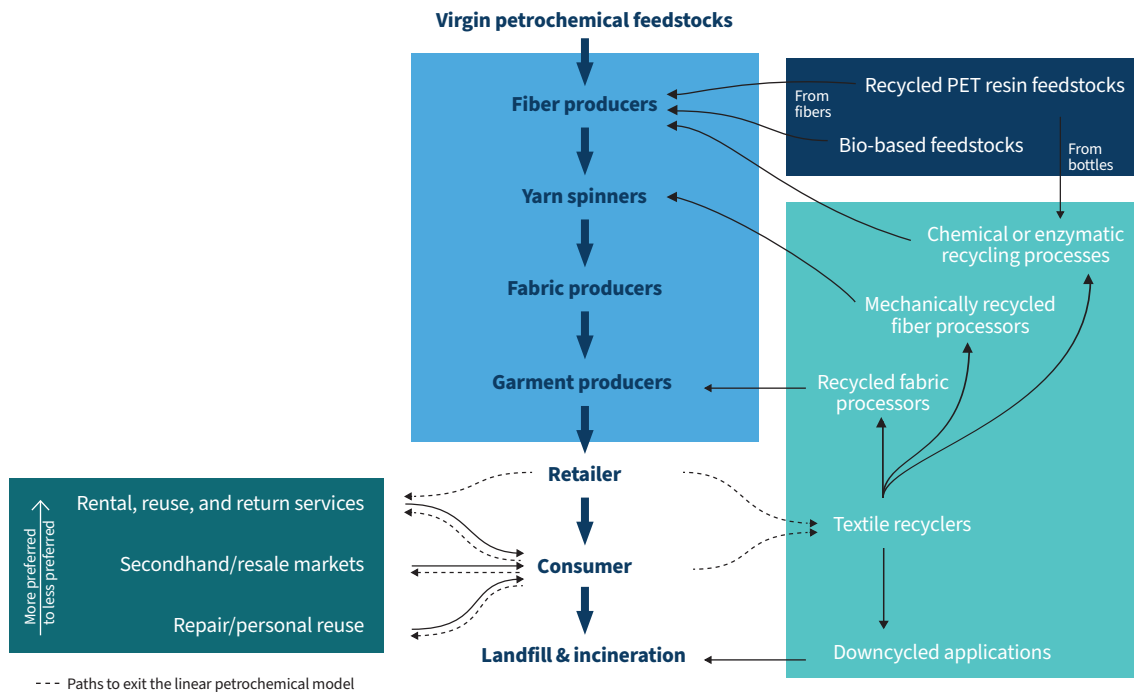 Virgin petrochemical feedstocks
Fiber producers
From
fibers
Recycled PET resin feedstocks
Bio-based feedstocks
From
bottles
Yarn spinners
Chemical or enzymatic
recycling processes
Fabric producers
Mechanically recycled
fiber processors
Garment producers
Recycled fabric
processors
Retailer
More preferred
to less preferred
Rental, reuse, and return services
Textile recyclers
Secondhand/resale markets
Consumer
Repair/personal reuse
Landfill & incineration
Downcycled applications
Paths to exit the linear petrochemical model